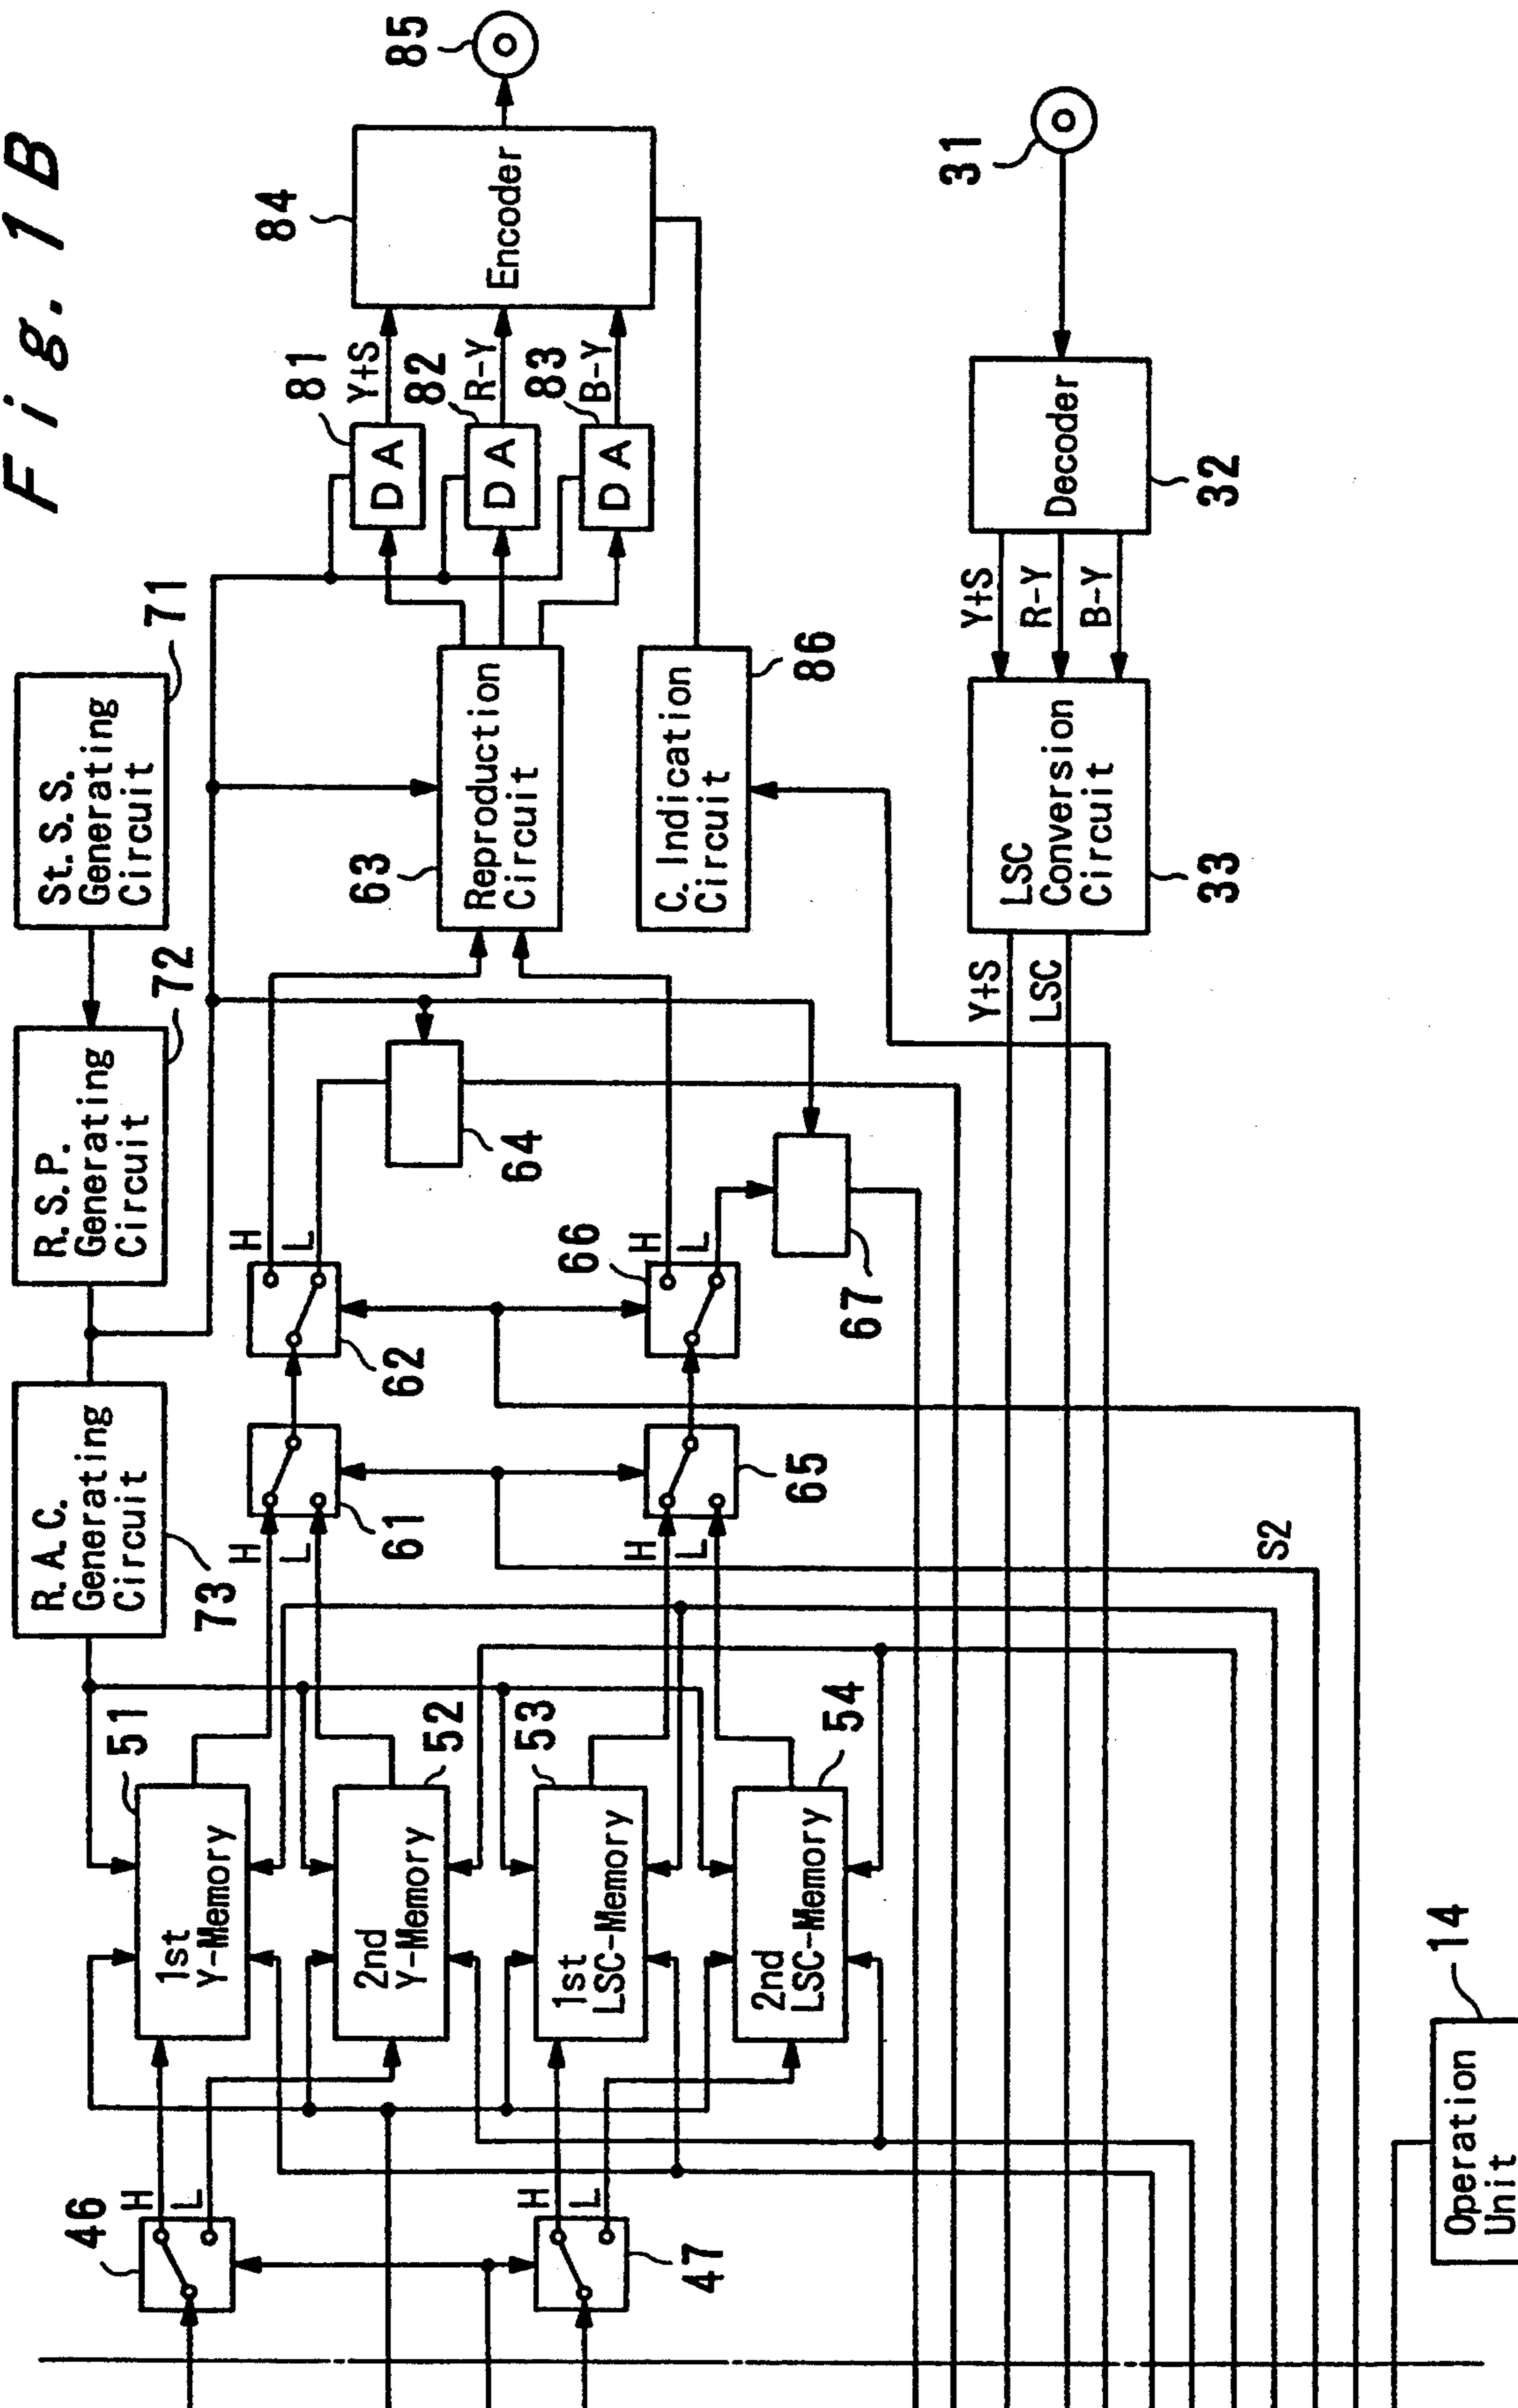 Fig. 1B
R.A.C.
Generating
Circuit
73
R.S.P.
Generating
Circuit
72
St.S.S.
Generating
Circuit
71
46
H
L
1st
Y-Memory
51
2nd
Y-Memory
52
H
L
61
H
L
62
64
63
Reproduction
Circuit
DA
81
Y+S
DA
82
R-Y
DA
83
B-Y
84
Encoder
85
47
H
L
1st
LSC-Memory
53
2nd
LSC-Memory
54
H
L
65
66
H
L
67
C. Indication
Circuit
86
Y+S
LSC
LSC
Conversion
Circuit
33
Y+S
R-Y
B-Y
Decoder
32
31
S2
Operation
Unit
14